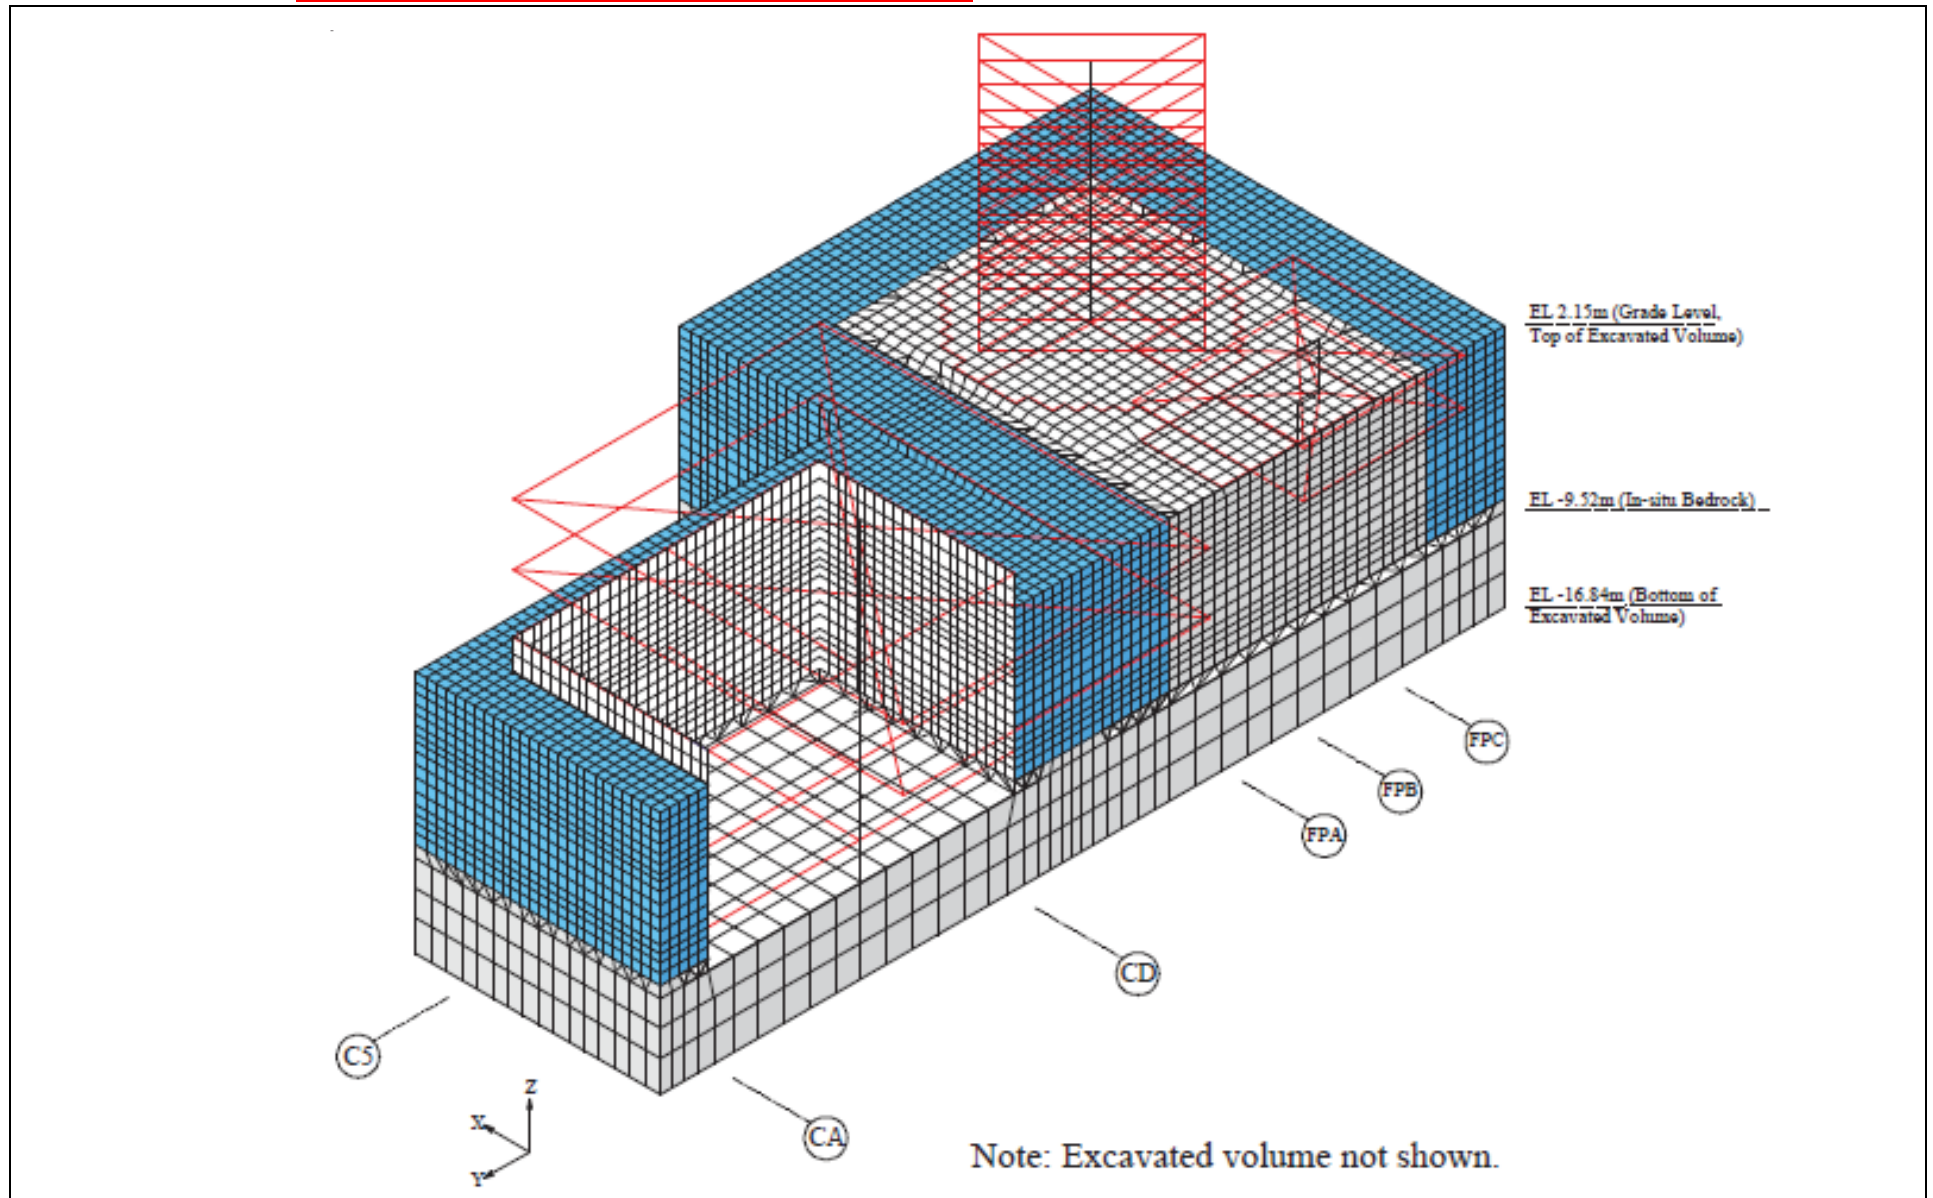 EL 2.15m (Grade Level,
Top of Excavated Volume)
EL -9.52m (In-situ Bedrock)
EL -16.84m (Bottom of
Excavated Volume)
FPC
FPB
FPA
CD
C5
CA
Z
X
Y
Note: Excavated volume not shown.